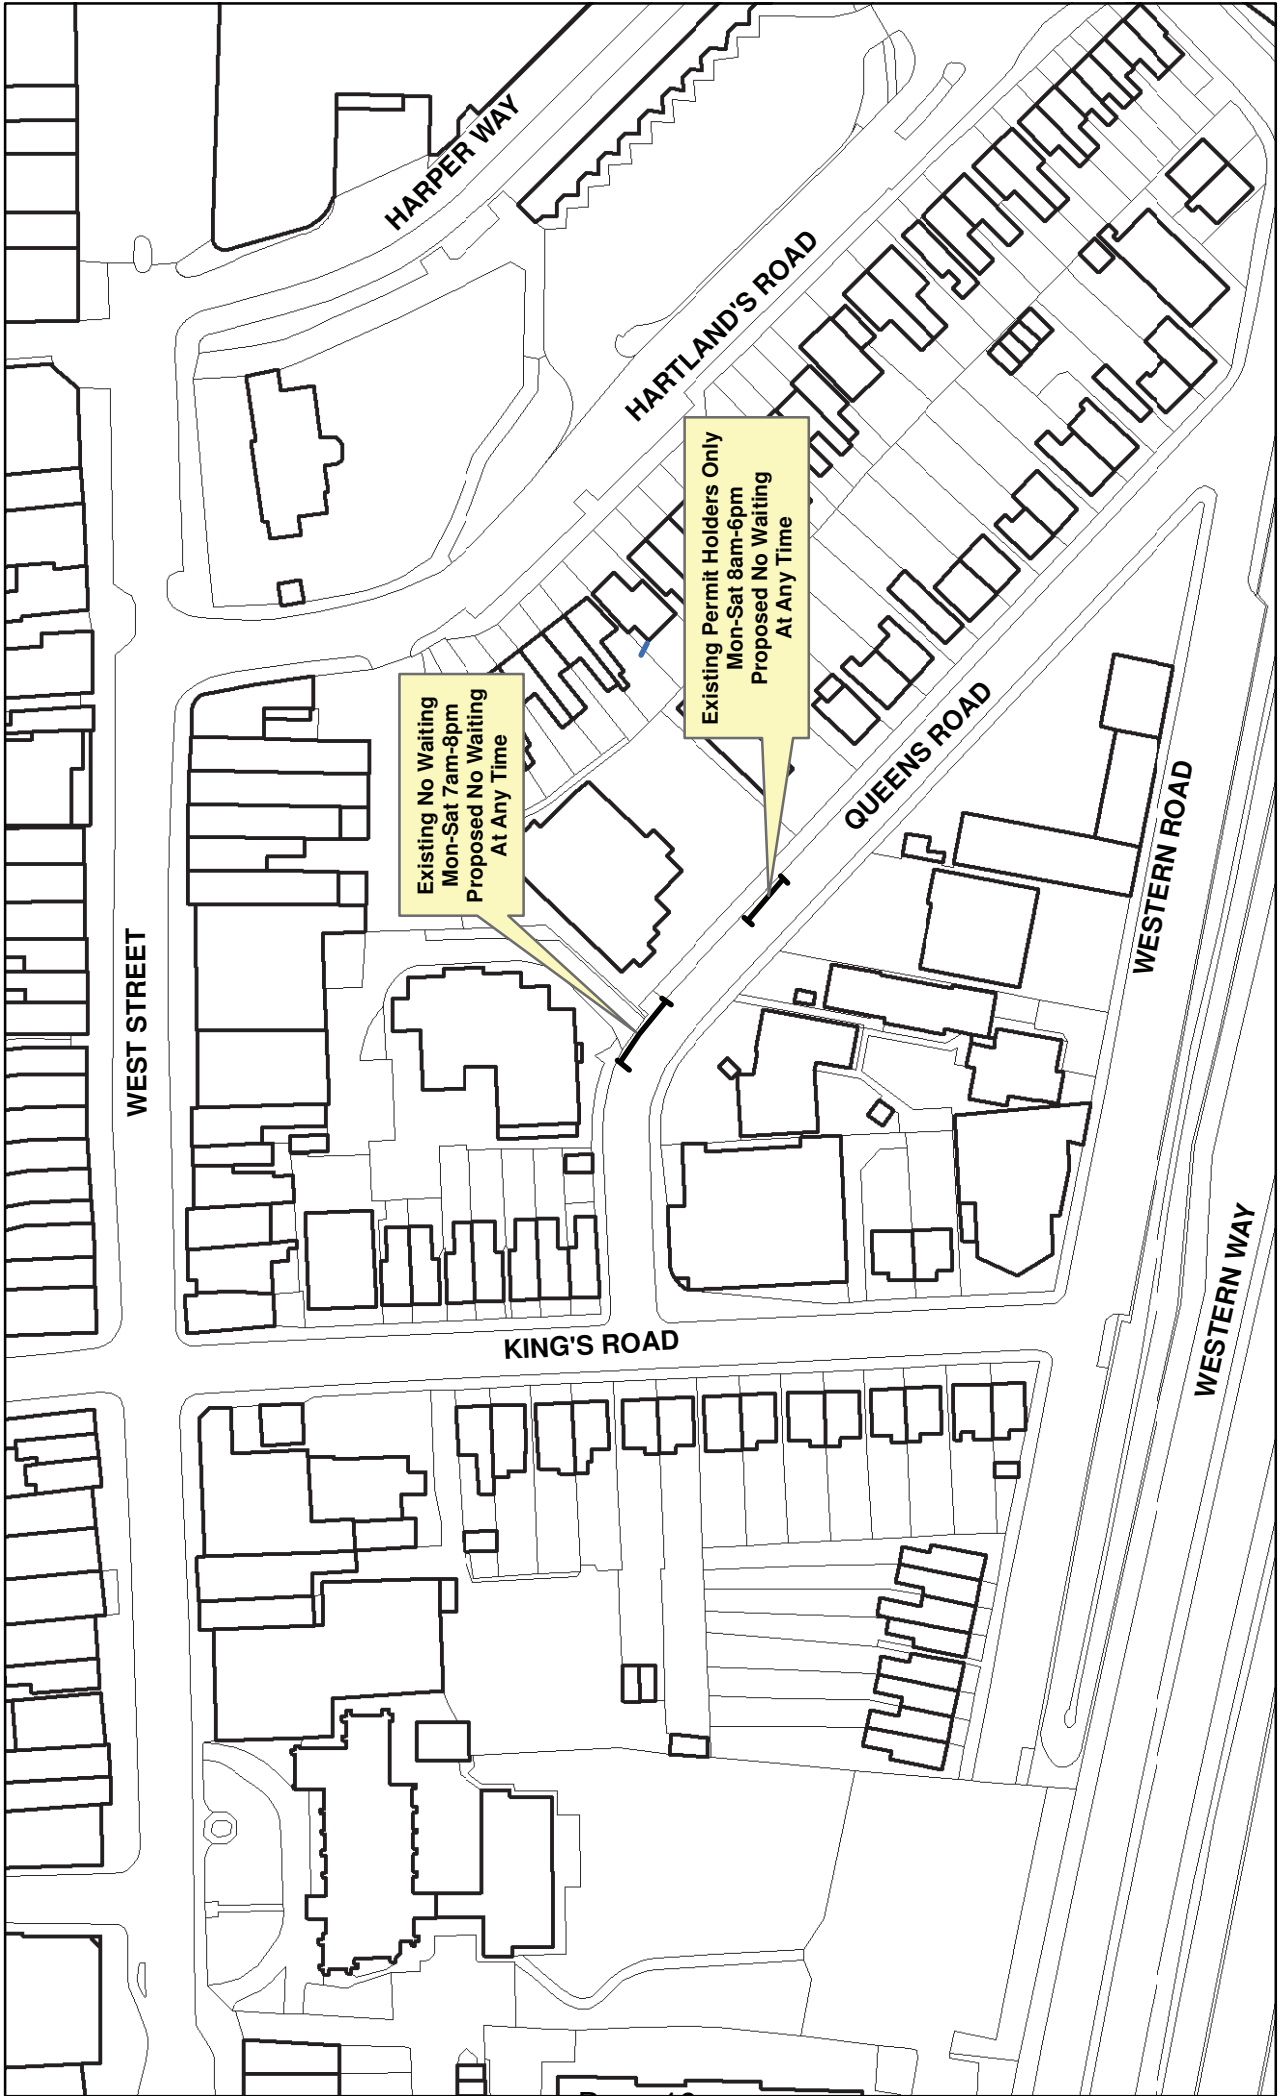 HARPER WAY
HARTLAND'S ROAD
Existing Permit Holders Only
Mon-Sat 8am-6pm
Proposed No Waiting
At Any Time
Existing No Waiting
Mon-Sat 7am-8pm
Proposed No Waiting
At Any Time
QUEENS ROAD
WEST STREET
WESTERN ROAD
KING'S ROAD
WESTERN WAY